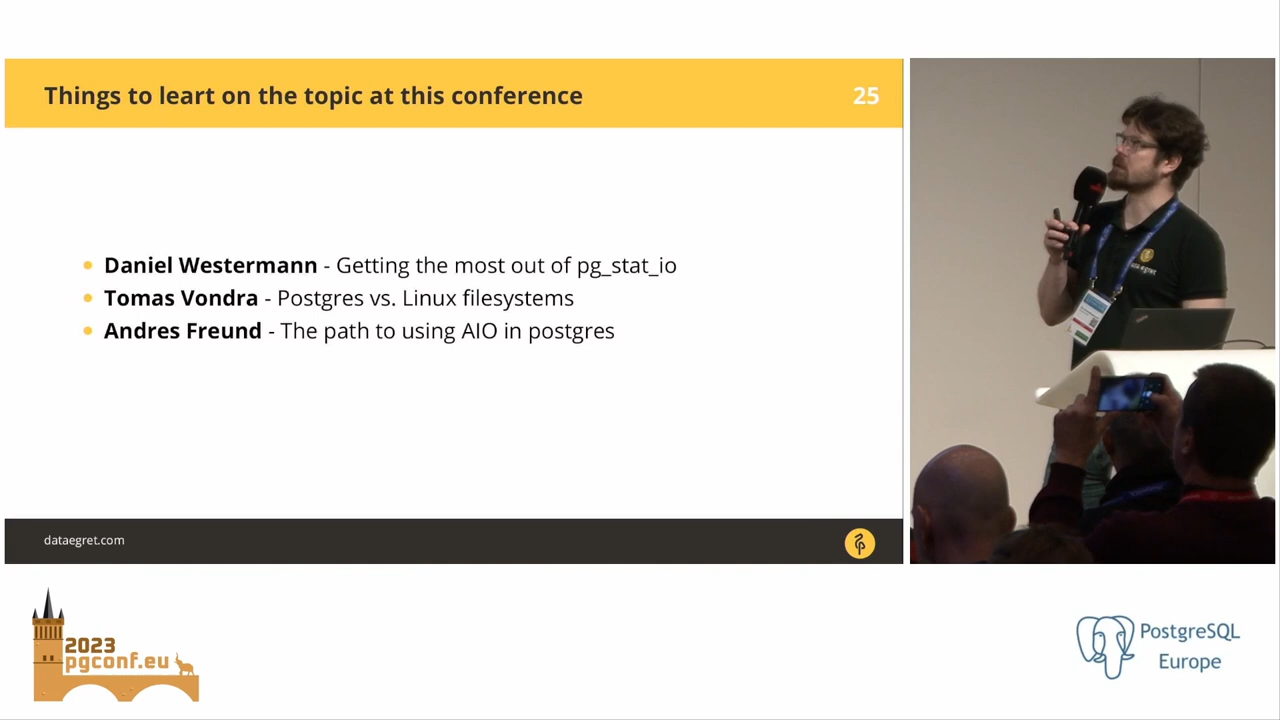 Things to leart on the topic at this conference
25
Daniel Westermann - Getting the most out of pg_stat_io
Tomas Vondra - Postgres vs. Linux filesystems
Andres Freund - The path to using AIO in postgres
dataegret.com
data egret
2023
pgconf.eu
PostgreSQL
Europe